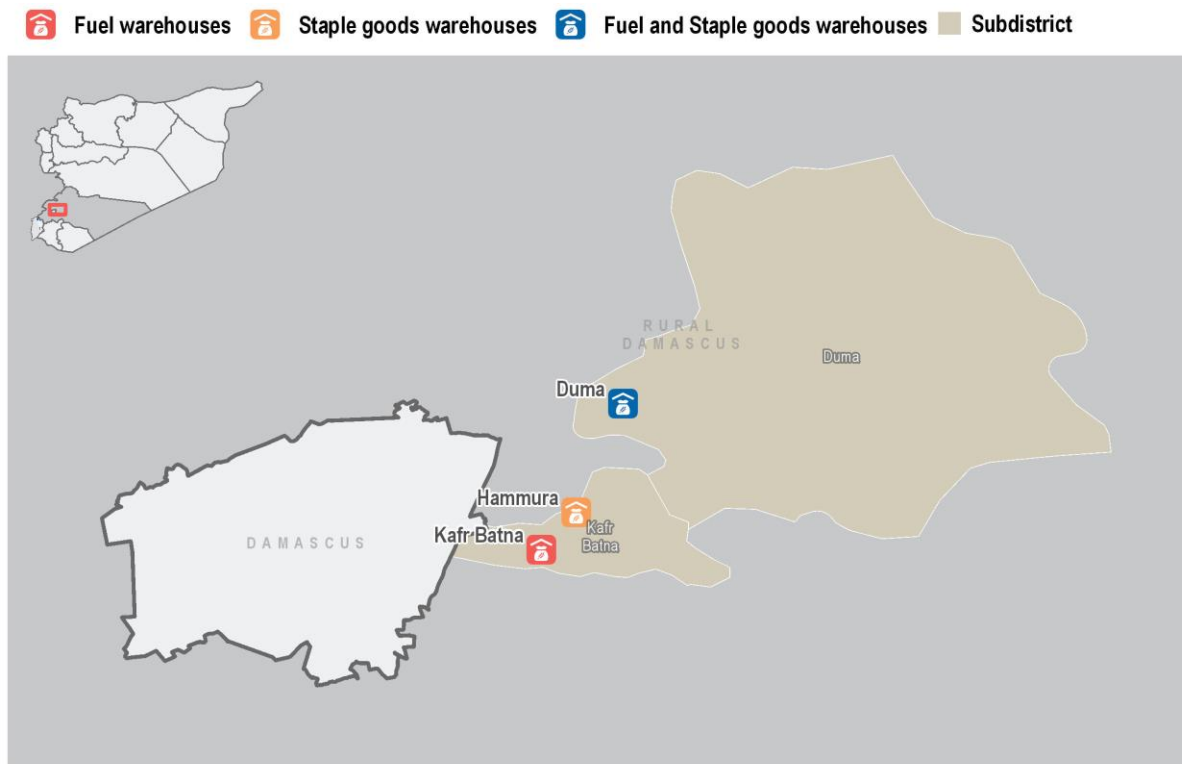 Fuel warehouses
Staple goods warehouses
Fuel and Staple goods warehouses
Subdistrict
RURAL
DAMASCUS
Duma
Duma
Hammura
Kafr
Batna
Kafr Batna
DAMASCUS